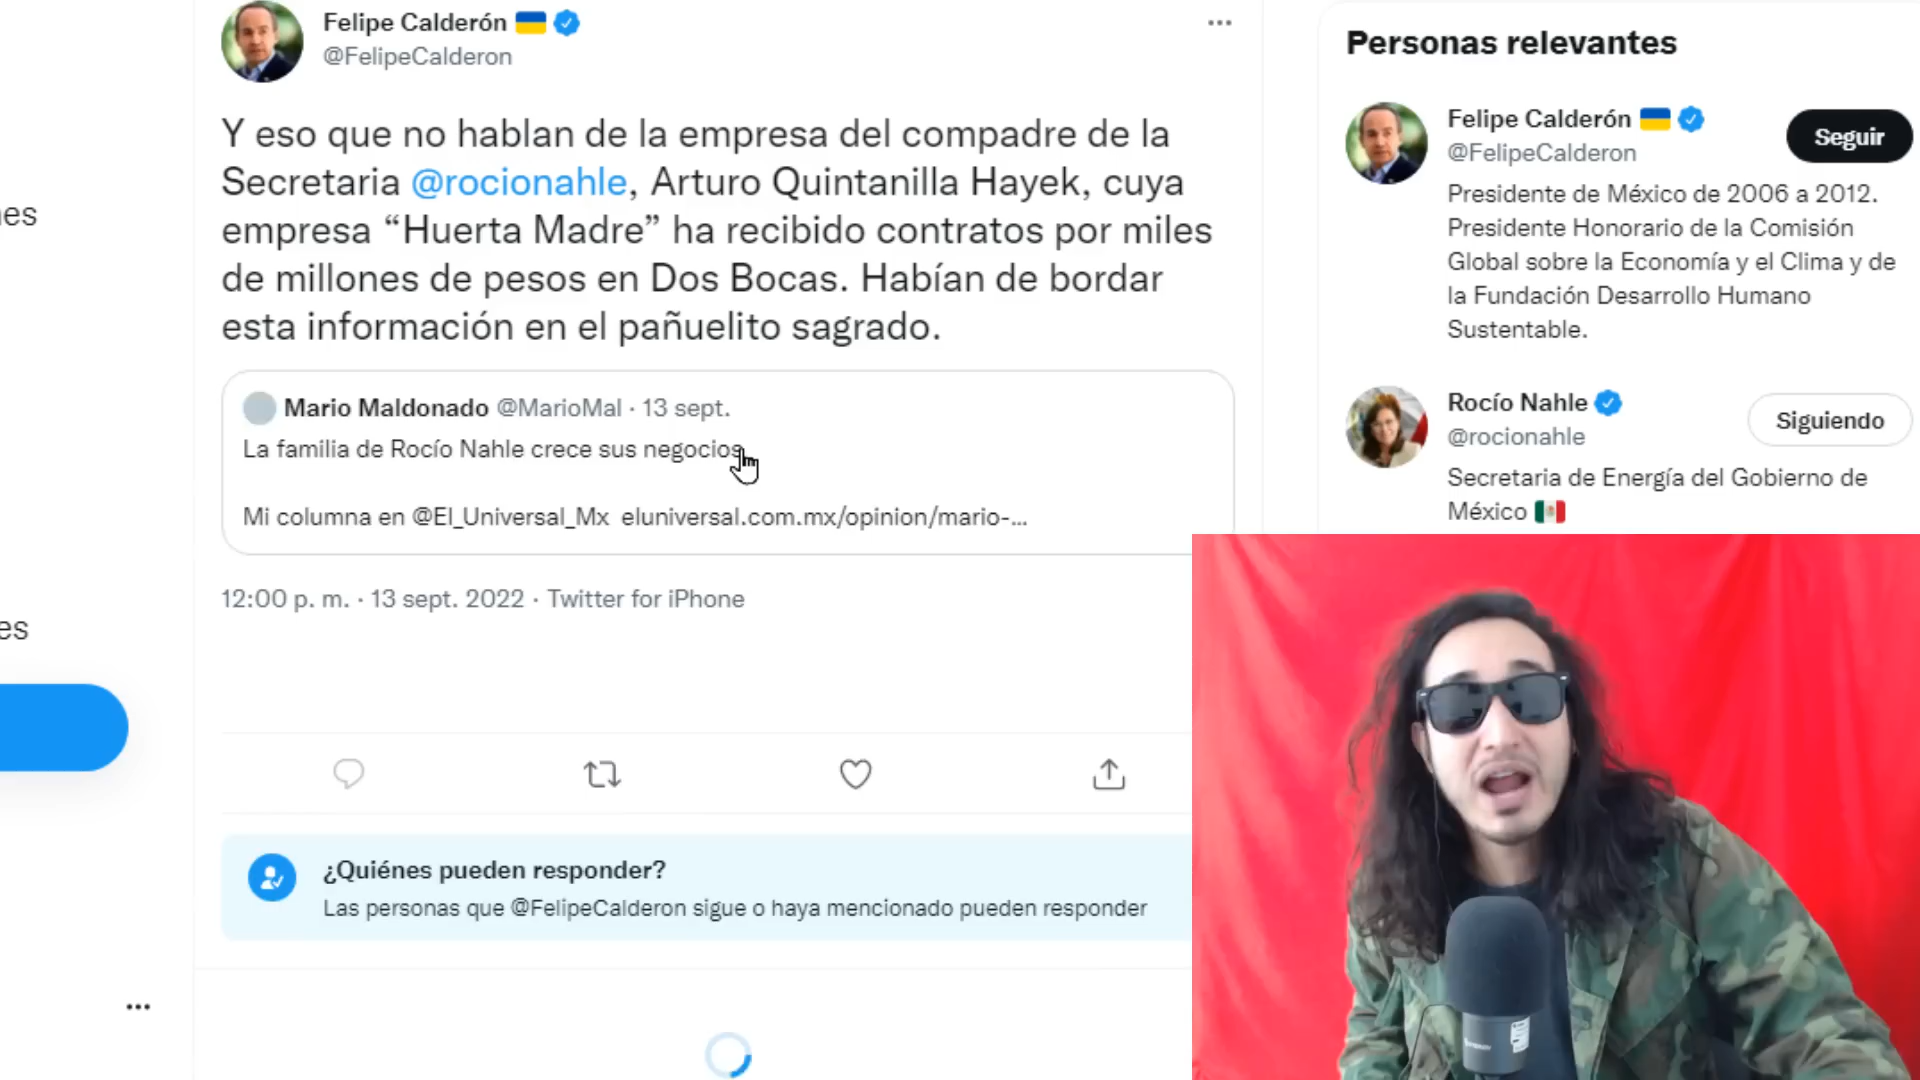 Felipe Calderón
@FelipeCalderon
Y eso que no hablan de la empresa del compadre de la
Secretaria @rocionahle, Arturo Quintanilla Hayek, cuya
empresa “Huerta Madre” ha recibido contratos por miles
de millones de pesos en Dos Bocas. Habían de bordar
esta información en el pañuelito sagrado.
Mario Maldonado @MarioMal · 13 sept.
La familia de Rocío Nahle crece sus negocios
Mi columna en @El_Universal_Mx eluniversal.com.mx/opinion/mario-...
12:00 p. m. · 13 sept. 2022 · Twitter for iPhone
¿Quiénes pueden responder?
Las personas que @FelipeCalderon sigue o haya mencionado pueden responder
Personas relevantes
Felipe Calderón
@FelipeCalderon
Seguir
Presidente de México de 2006 a 2012.
Presidente Honorario de la Comisión
Global sobre la Economía y el Clima y de
la Fundación Desarrollo Humano
Sustentable.
Rocío Nahle
@rocionahle
Siguiendo
Secretaria de Energía del Gobierno de
México